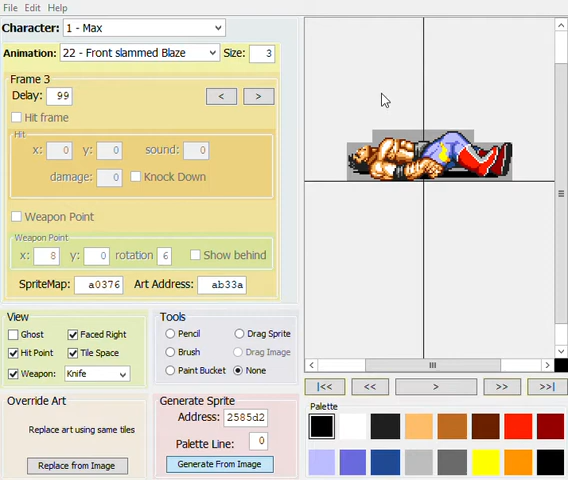 File Edit Help
Character: 1 - Max
Animation: 22 - Front slammed Blaze Size: 3
Frame 3
Delay: 99 < >
Hit frame
Hit
x: 0 y: 0 sound: 0
damage: 0 Knock Down
Weapon Point
Weapon Point
x: 8 y: 0 rotation 6 Show behind
SpriteMap: a0376 Art Address: ab33a
|<< << > >> >>|
View
Ghost Faced Right
Hit Point Tile Space
Weapon: Knife
Tools
Pencil Drag Sprite
Brush Drag Image
Paint Bucket None
Override Art
Replace art using same tiles
Replace from Image
Generate Sprite
Address: 2585d2
Palette Line: 0
Generate From Image
Palette